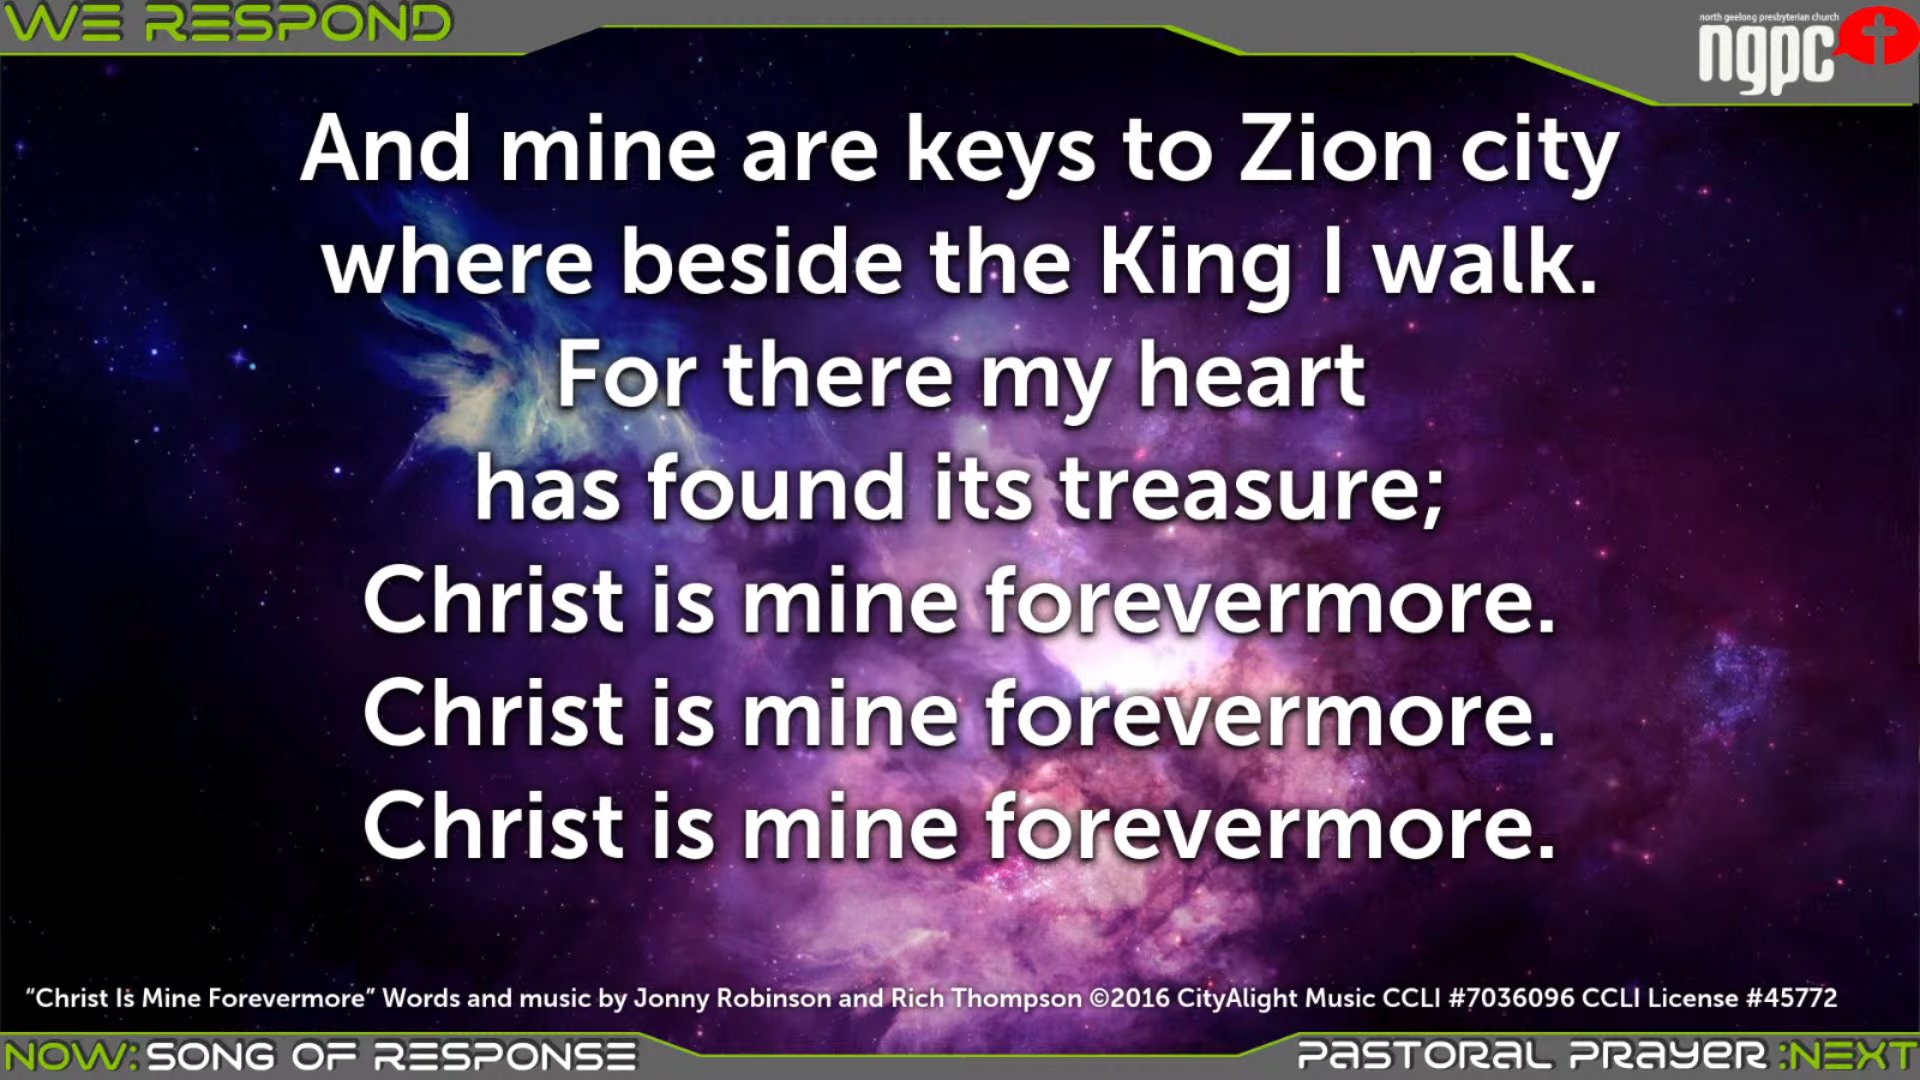 WE RESPOND
north geelong presbyterian church
ngpc
And mine are keys to Zion city
where beside the King I walk.
For there my heart
has found its treasure;
Christ is mine forevermore.
Christ is mine forevermore.
Christ is mine forevermore.
“Christ Is Mine Forevermore” Words and music by Jonny Robinson and Rich Thompson ©2016 CityAlight Music CCLI #7036096 CCLI License #45772
NOW: SONG OF RESPONSE
PASTORAL PRAYER :NEXT